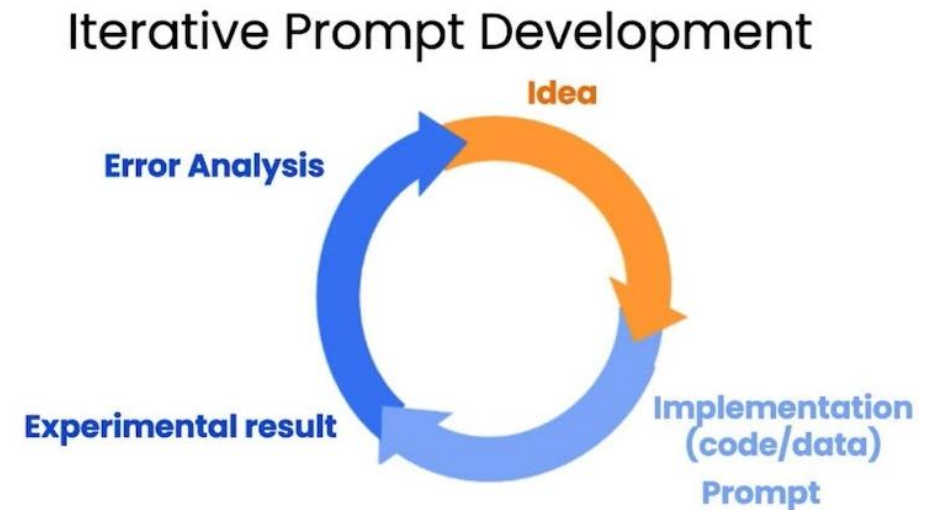 Iterative Prompt Development
Idea
Error Analysis
Implementation
(code/data)
Experimental result
Prompt